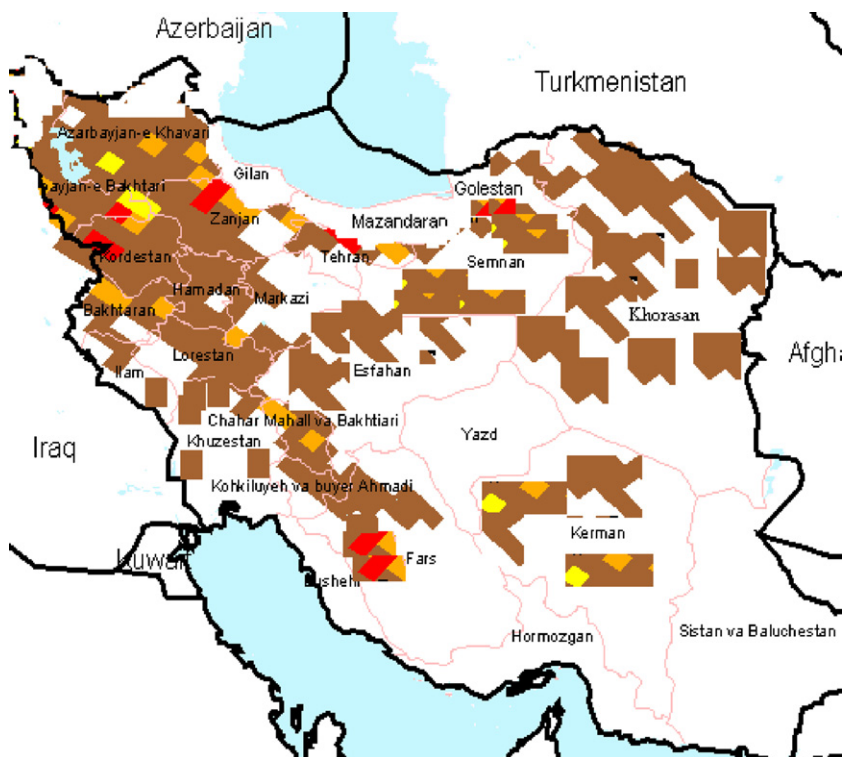 Azerbaijan
Turkmenistan
Azarbayjan-e Khavari
Gilan
ayjan-e Bakhtari
Golestan
Zanjan
Mazandaran
Tehran
Semnan
Kordestan
Hamadan
Markazi
Bakhtaran
Khorasan
Lorestan
Esfahan
Afgha
Ilam
Chahar Mahall va Bakhtiari
Yazd
Khuzestan
Iraq
Kohkiluyeh va buyer Ahmadi
Kerman
Kuwait
Fars
Bushehr
Hormozgan
Sistan va Baluchestan